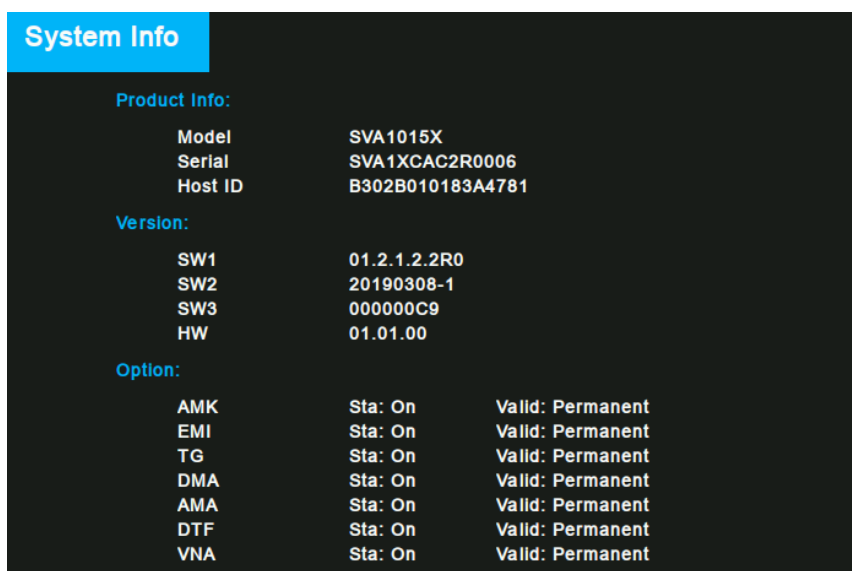 System Info
Product Info:
Model SVA1015X
Serial SVA1XCAC2R0006
Host ID B302B010183A4781
Version:
SW1 01.2.1.2.2R0
SW2 20190308-1
SW3 000000C9
HW 01.01.00
Option:
AMK Sta: On Valid: Permanent
EMI Sta: On Valid: Permanent
TG Sta: On Valid: Permanent
DMA Sta: On Valid: Permanent
AMA Sta: On Valid: Permanent
DTF Sta: On Valid: Permanent
VNA Sta: On Valid: Permanent